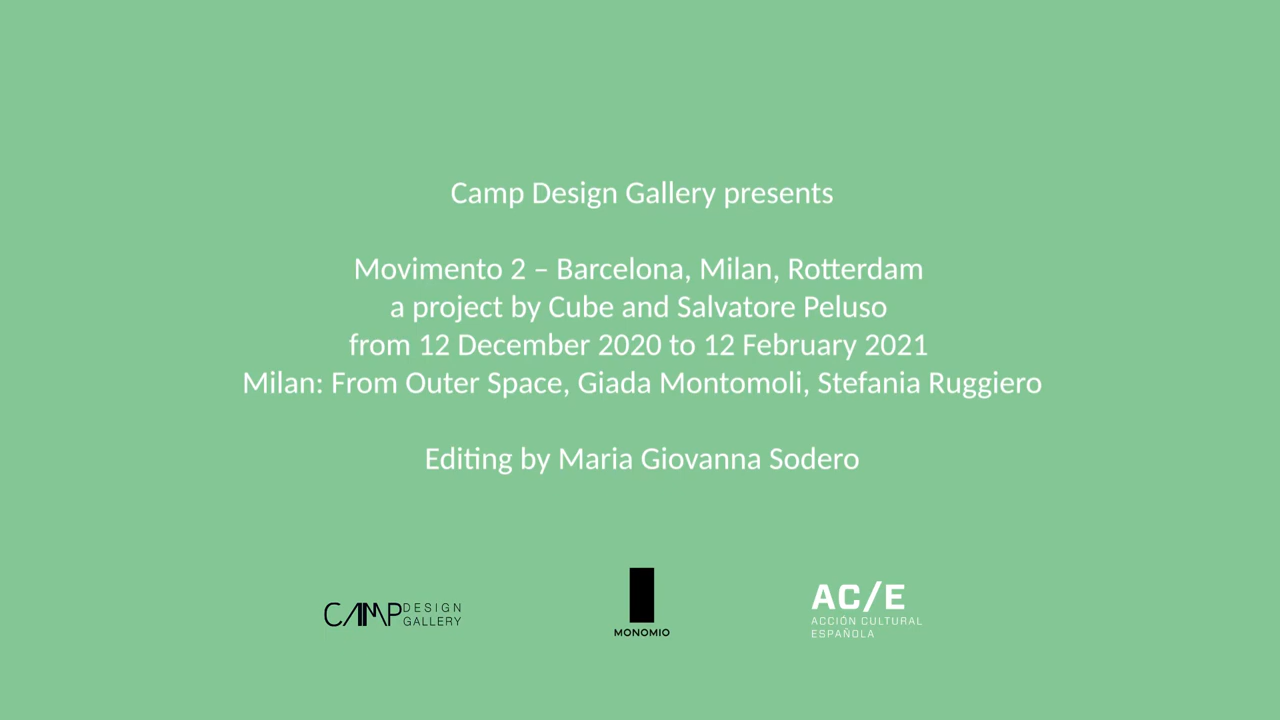 Camp Design Gallery presents
Movimento 2 – Barcelona, Milan, Rotterdam
a project by Cube and Salvatore Peluso
from 12 December 2020 to 12 February 2021
Milan: From Outer Space, Giada Montomoli, Stefania Ruggiero
Editing by Maria Giovanna Sodero
CAMP DESIGN
GALLERY
MONOMIO
AC/E
ACCIÓN CULTURAL
ESPAÑOLA